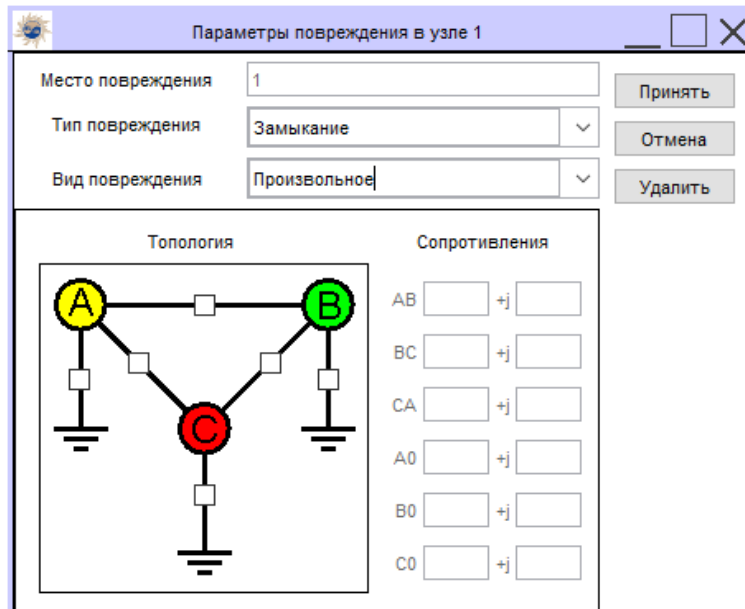 Параметры повреждения в узле 1
Место повреждения 1 Принять
Тип повреждения Замыкание Отмена
Вид повреждения Произвольное Удалить
Топология Сопротивления
A B C
AB +j
BC +j
CA +j
A0 +j
B0 +j
C0 +j